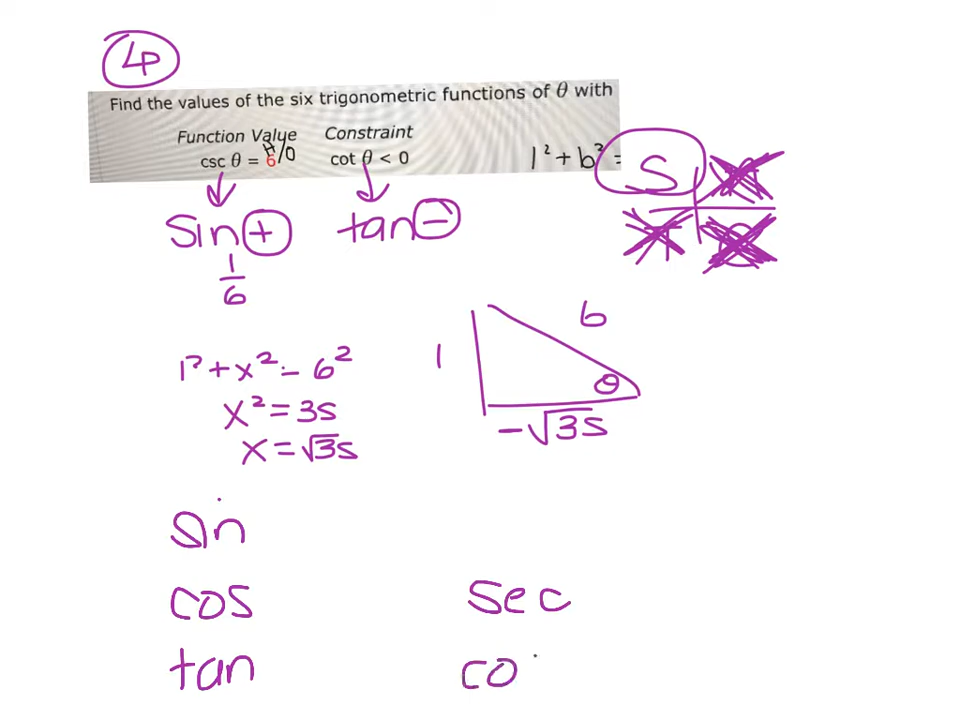 4p
Find the values of the six trigonometric functions of θ with
Function Value Constraint
csc θ = 6 H/O cot θ < 0
1² + b² =
S
sin + tan −
1/6
6
1
θ
−√35
1² + x² = 6²
x² = 35
x = √35
sin
cos sec
tan co